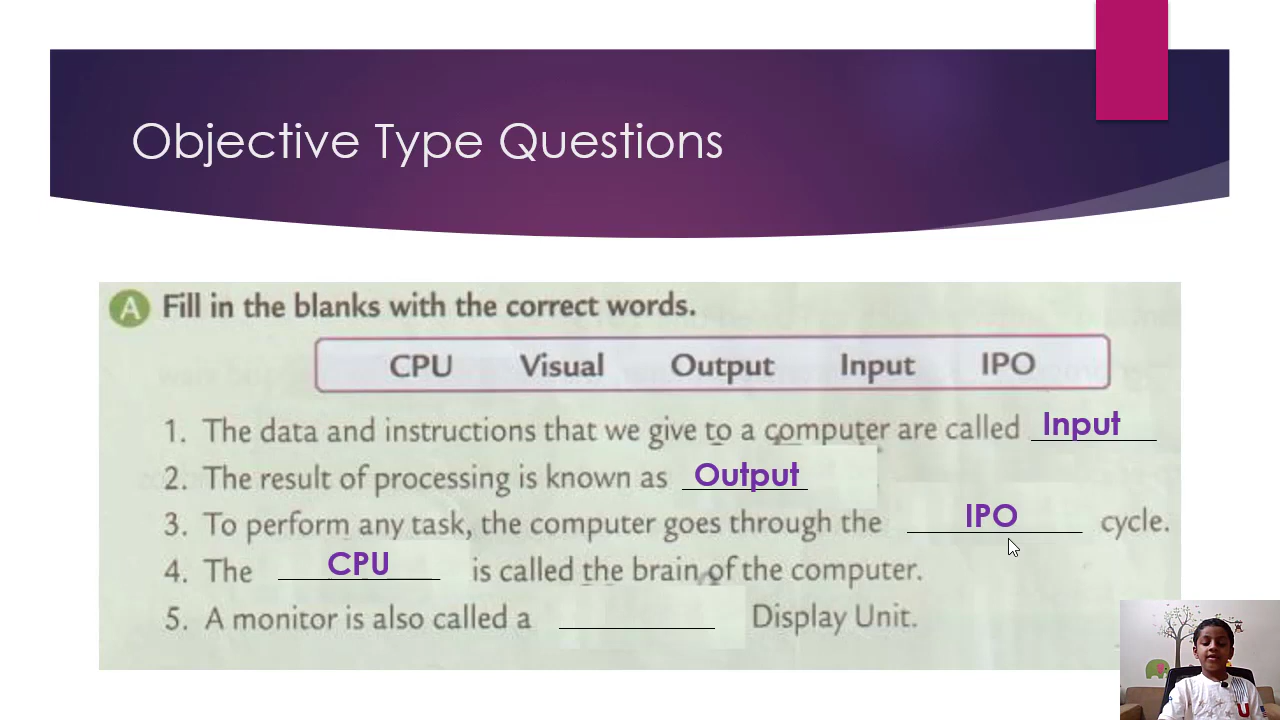 Objective Type Questions
A Fill in the blanks with the correct words.
CPU Visual Output Input IPO
1. The data and instructions that we give to a computer are called Input
2. The result of processing is known as Output
3. To perform any task, the computer goes through the IPO cycle.
4. The CPU is called the brain of the computer.
5. A monitor is also called a ________ Display Unit.